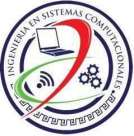 INGENIERÍA EN SISTEMAS COMPUTACIONALES